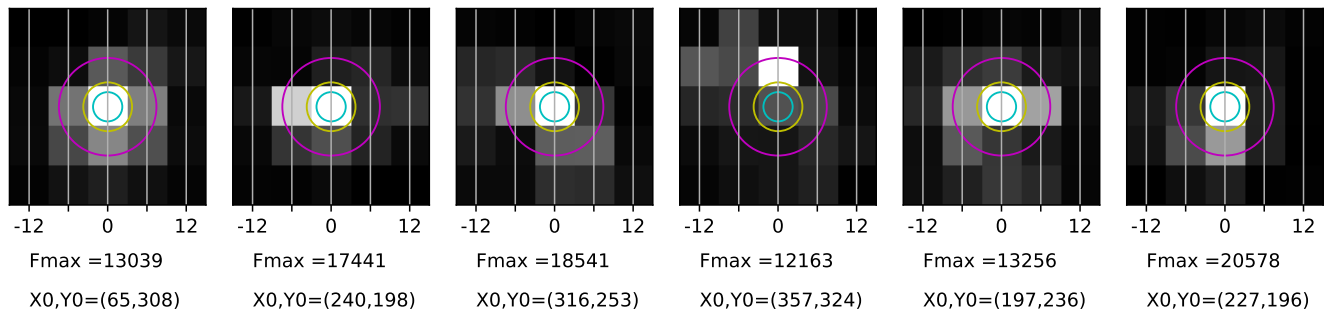 -12 0 12 -12 0 12 -12 0 12 -12 0 12 -12 0 12 -12 0 12
Fmax =13039 Fmax =17441 Fmax =18541 Fmax =12163 Fmax =13256 Fmax =20578
X0,Y0=(65,308) X0,Y0=(240,198) X0,Y0=(316,253) X0,Y0=(357,324) X0,Y0=(197,236) X0,Y0=(227,196)